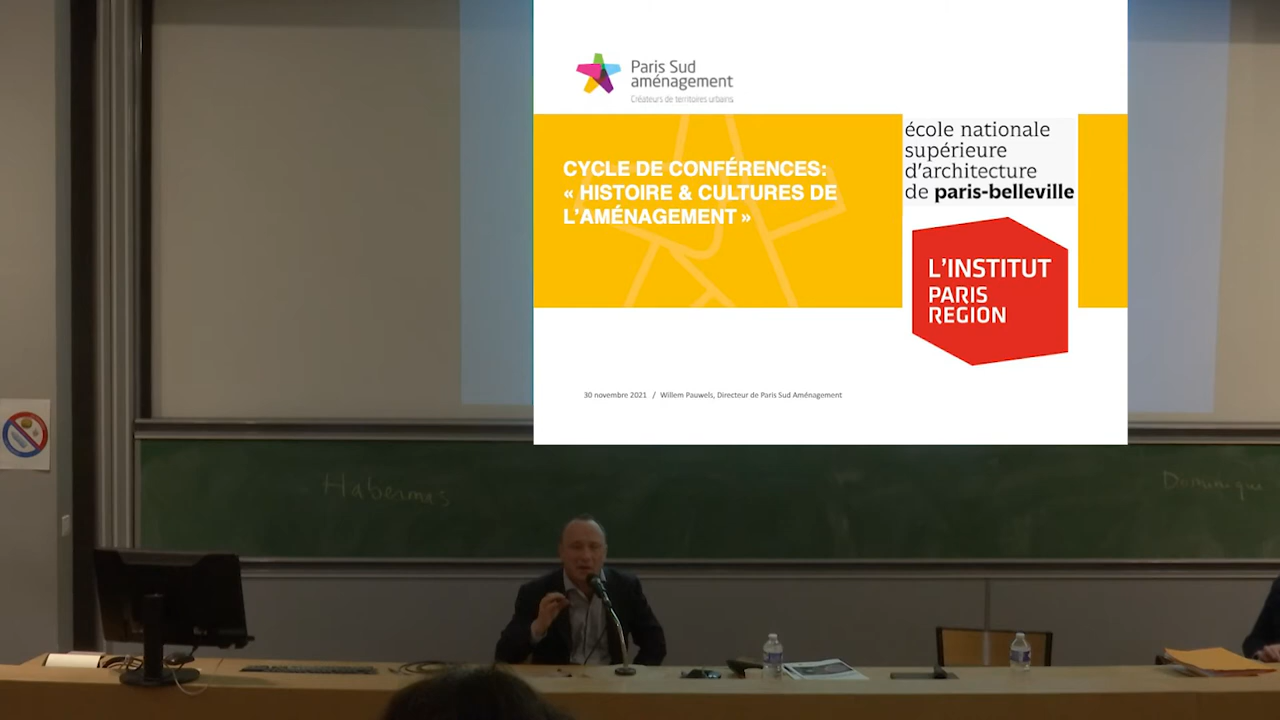 Paris Sud
aménagement
Créateurs de territoires urbains
CYCLE DE CONFÉRENCES:
« HISTOIRE & CULTURES DE
L'AMÉNAGEMENT »
école nationale
supérieure
d'architecture
de paris-belleville
L'INSTITUT
PARIS
REGION
30 novembre 2021 / Willem Pauwels, Directeur de Paris Sud Aménagement
Habermas
Dominique